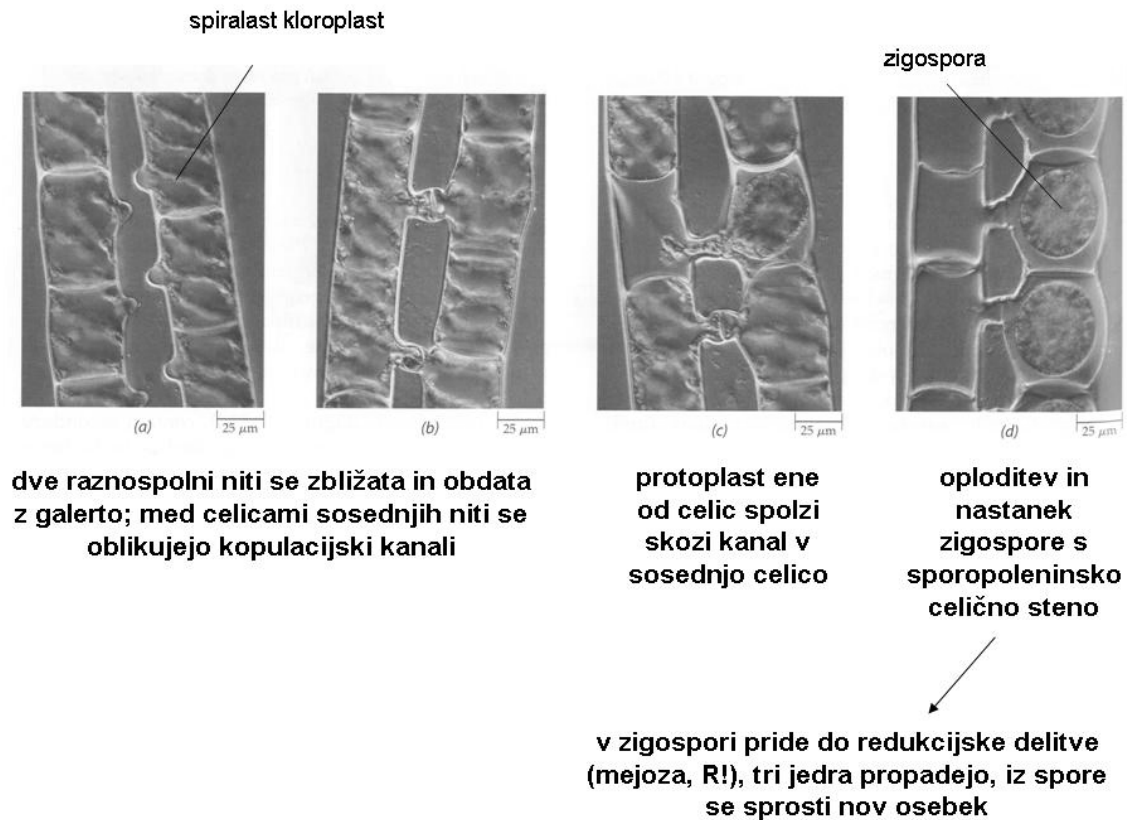 spiralast kloroplast
zigospora
(a)
25 µm
(b)
25 µm
(c)
25 µm
(d)
25 µm
dve raznospolni niti se zbližata in obdata
z galerto; med celicami sosednjih niti se
oblikujejo kopulacijski kanali
protoplast ene
od celic spolzi
skozi kanal v
sosednjo celico
oploditev in
nastanek
zigospore s
sporopoleninsko
celično steno
v zigospori pride do redukcijske delitve
(mejoza, R!), tri jedra propadejo, iz spore
se sprosti nov osebek